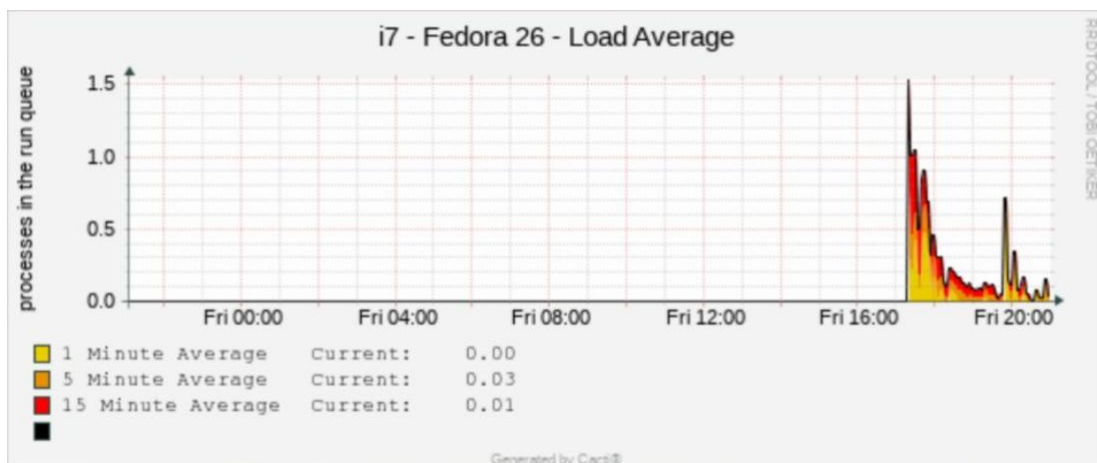 i7 - Fedora 26 - Load Average
RRDTOOL / TOBI OETIKER
processes in the run queue
1.5
1.0
0.5
0.0
Fri 00:00 Fri 04:00 Fri 08:00 Fri 12:00 Fri 16:00 Fri 20:00
1 Minute Average Current: 0.00
5 Minute Average Current: 0.03
15 Minute Average Current: 0.01
Generated by Cacti®